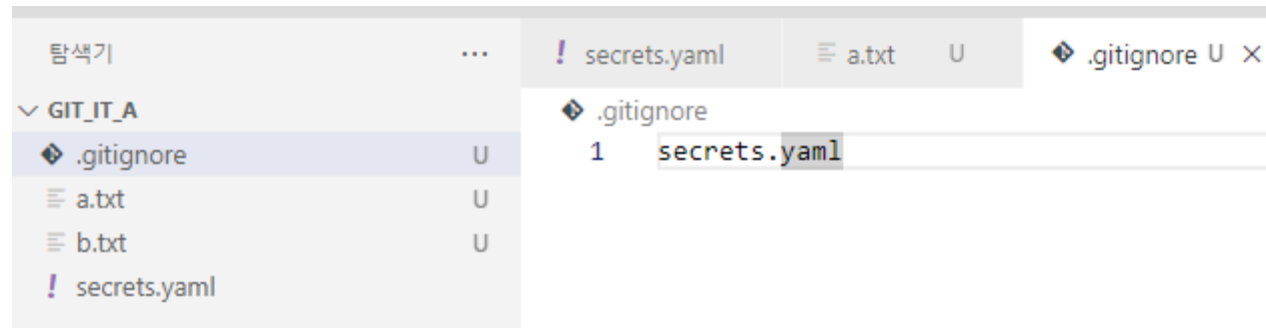 탐색기 ...
GIT_IT_A
.gitignore U
a.txt U
b.txt U
! secrets.yaml
! secrets.yaml a.txt U .gitignore U ×
.gitignore
1 secrets.yaml